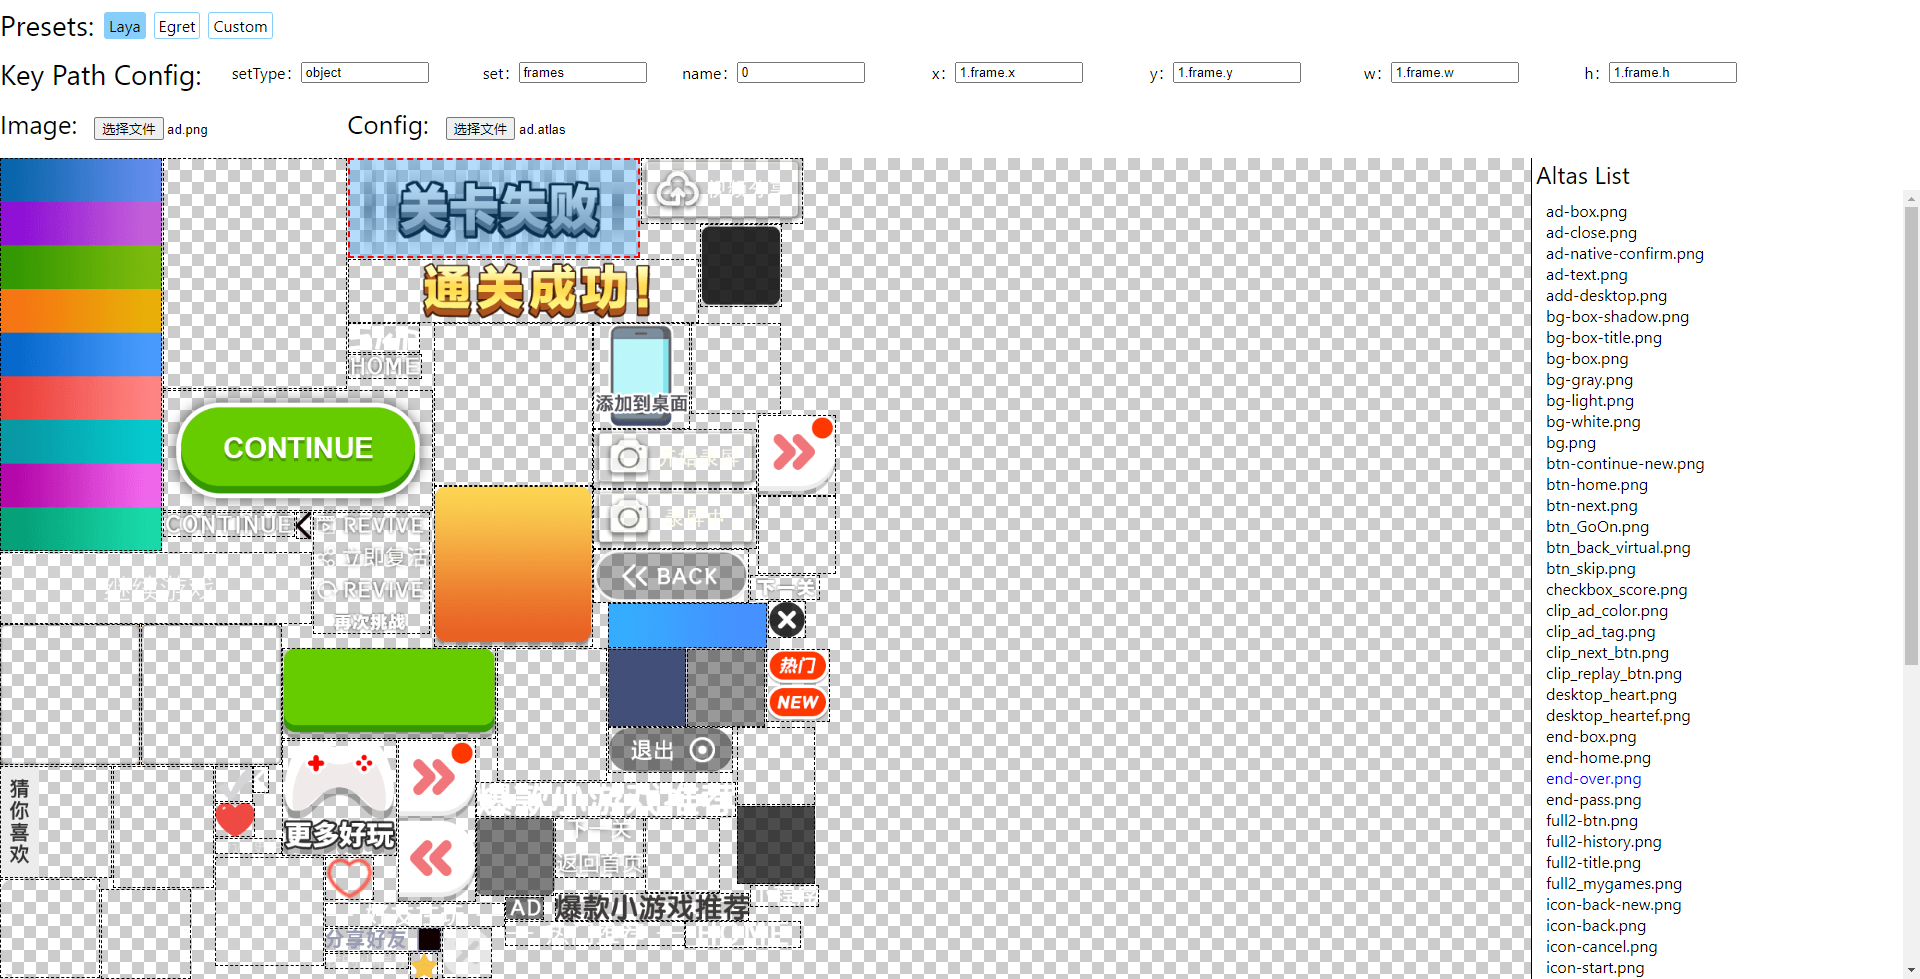 Presets: Laya Egret Custom
Key Path Config: setType: object set: frames name: 0 x: 1.frame.x y: 1.frame.y w: 1.frame.w h: 1.frame.h
Image: 选择文件 ad.png Config: 选择文件 ad.atlas
关卡失败
通关成功!
HOME
添加到桌面
CONTINUE
CONTINUE
REVIVE
立即复活
REVIVE
再次挑战
开始录屏
录屏中
BACK
下一关
继续游戏
热门
NEW
退出
猜你喜欢
更多好玩
爆款小游戏推荐
下一关
返回首页
AD
爆款小游戏推荐
分享好友
HOME
Altas List
ad-box.png
ad-close.png
ad-native-confirm.png
ad-text.png
add-desktop.png
bg-box-shadow.png
bg-box-title.png
bg-box.png
bg-gray.png
bg-light.png
bg-white.png
bg.png
btn-continue-new.png
btn-home.png
btn-next.png
btn_GoOn.png
btn_back_virtual.png
btn_skip.png
checkbox_score.png
clip_ad_color.png
clip_ad_tag.png
clip_next_btn.png
clip_replay_btn.png
desktop_heart.png
desktop_heartef.png
end-box.png
end-home.png
end-over.png
end-pass.png
full2-btn.png
full2-history.png
full2-title.png
full2_mygames.png
icon-back-new.png
icon-back.png
icon-cancel.png
icon-start.png